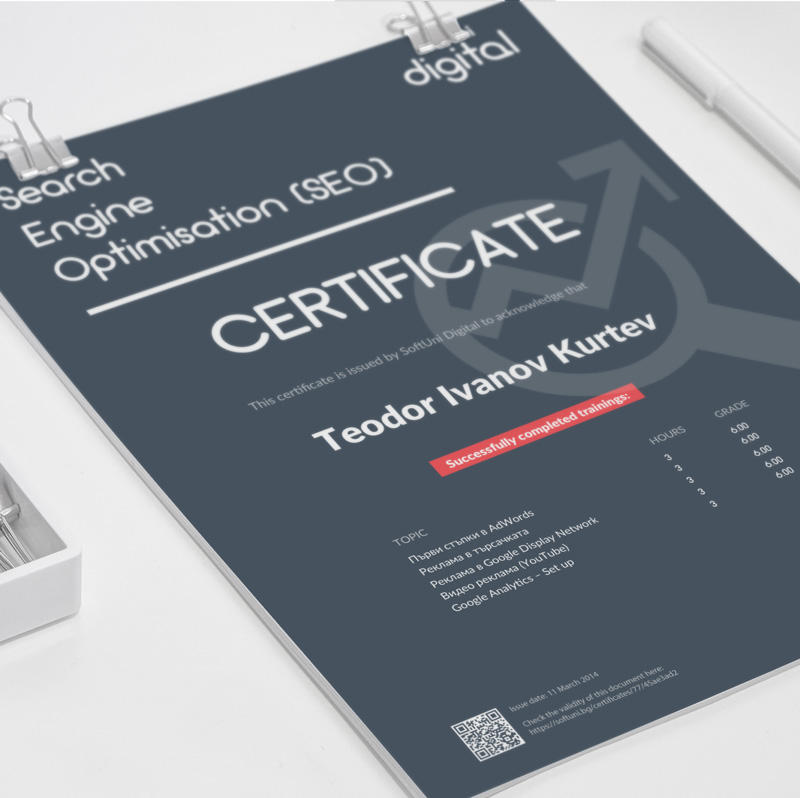 digital
Search
Engine
Optimisation (SEO)
CERTIFICATE
This certificate is issued by SoftUni Digital to acknowledge that
Teodor Ivanov Kurtev
Successfully completed trainings:
TOPIC HOURS GRADE
Първи стъпки в AdWords 3 6.00
Реклама в търсачката 3 6.00
Реклама в Google Display Network 3 6.00
Видео реклама (YouTube) 3 6.00
Google Analytics – Set up 3 6.00
Issue date: 11 March 2014
Check the validity of this document here:
https://softuni.bg/certificates/77/45ae3ad2